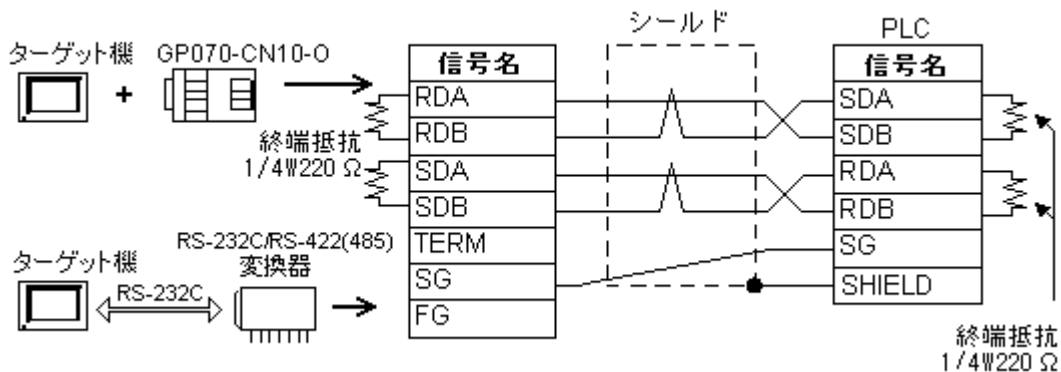 シールド
PLC
ターゲット機
GP070-CN10-O
+
信号名
RDA
RDB
SDA
SDB
TERM
SG
FG
終端抵抗
1/4W220 Ω
RS-232C/RS-422(485)
変換器
ターゲット機
RS-232C
信号名
SDA
SDB
RDA
RDB
SG
SHIELD
終端抵抗
1/4W220 Ω